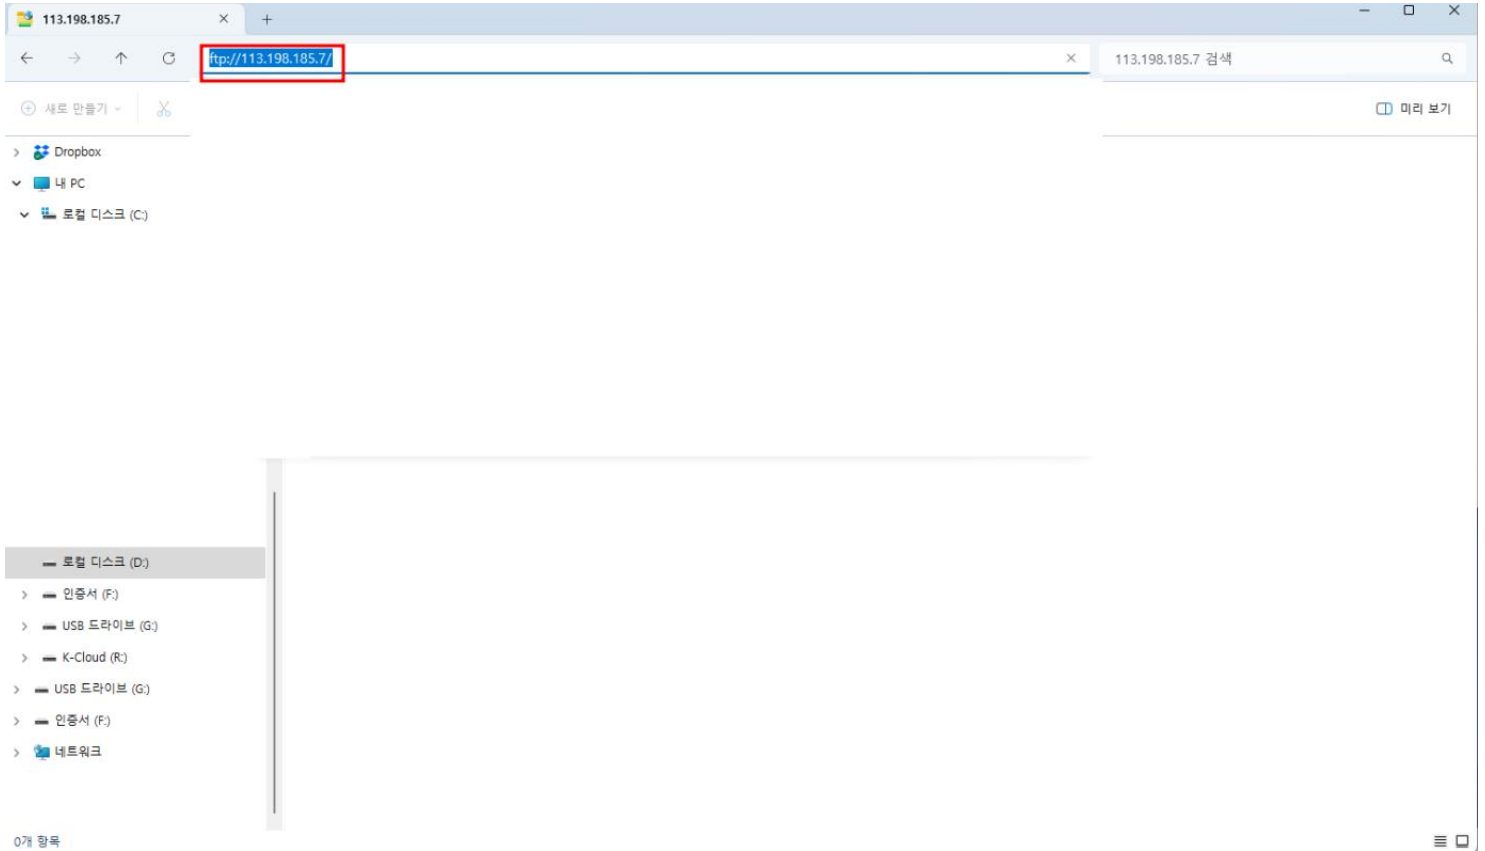 113.198.185.7
ftp://113.198.185.7/
113.198.185.7 검색
새로 만들기
미리 보기
Dropbox
내 PC
로컬 디스크 (C:)
로컬 디스크 (D:)
인증서 (F:)
USB 드라이브 (G:)
K-Cloud (R:)
USB 드라이브 (G:)
인증서 (F:)
네트워크
0개 항목